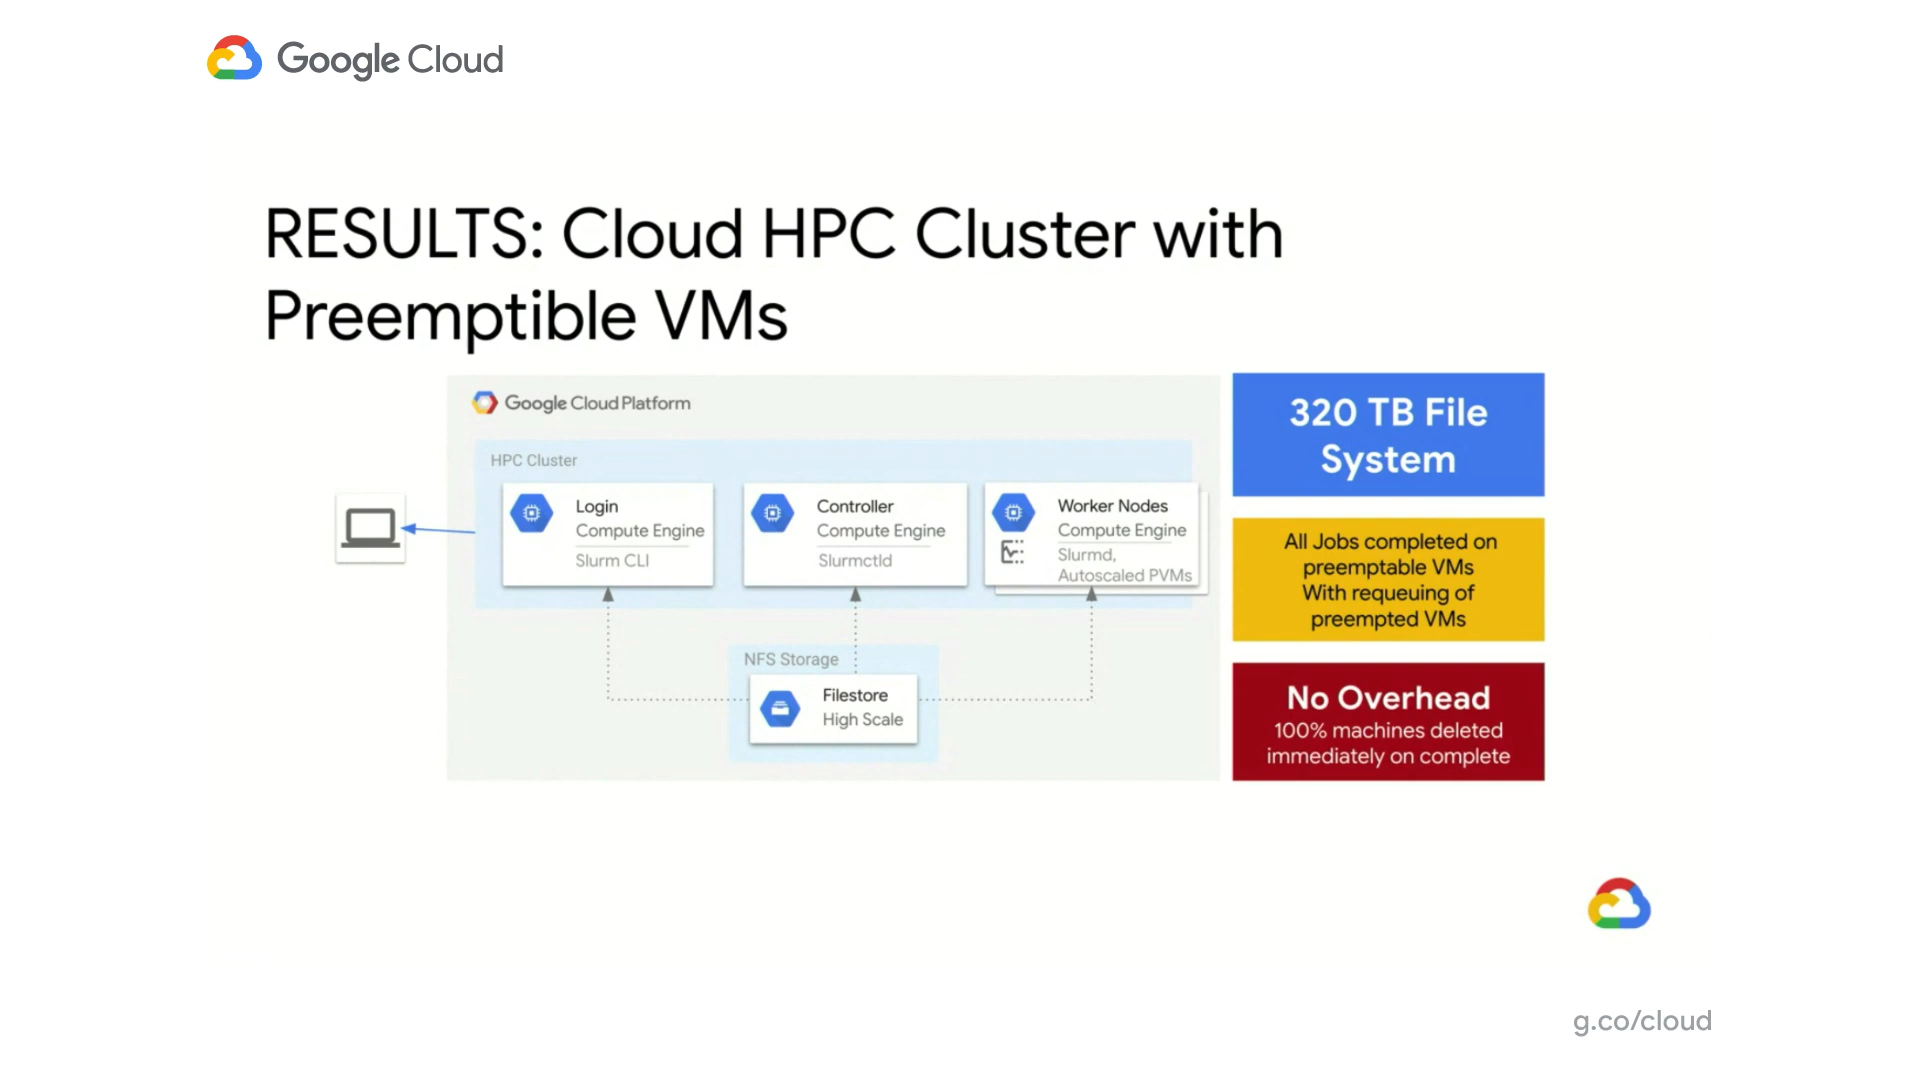 Google Cloud
RESULTS: Cloud HPC Cluster with
Preemptible VMs
Google Cloud Platform
HPC Cluster
Login
Compute Engine
Slurm CLI
Controller
Compute Engine
Slurmctld
Worker Nodes
Compute Engine
Slurmd,
Autoscaled PVMs
NFS Storage
Filestore
High Scale
320 TB File
System
All Jobs completed on
preemptable VMs
With requeuing of
preempted VMs
No Overhead
100% machines deleted
immediately on complete
g.co/cloud